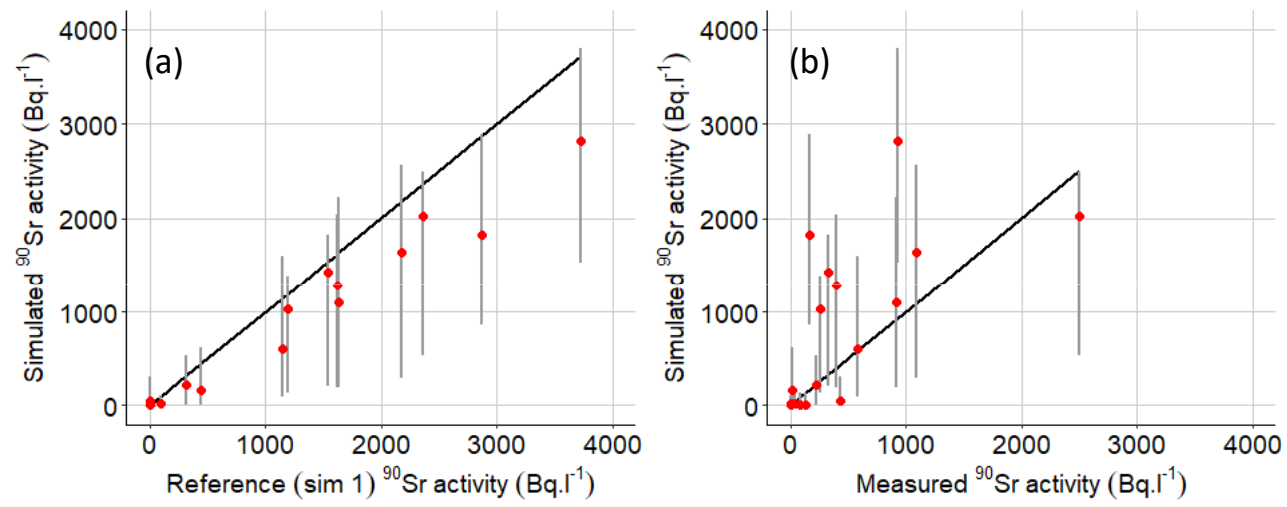 (a)
4000
3000
2000
1000
0
Simulated ⁹⁰Sr activity (Bq.l⁻¹)
0 1000 2000 3000 4000
Reference (sim 1) ⁹⁰Sr activity (Bq.l⁻¹)
(b)
4000
3000
2000
1000
0
Simulated ⁹⁰Sr activity (Bq.l⁻¹)
0 1000 2000 3000 4000
Measured ⁹⁰Sr activity (Bq.l⁻¹)